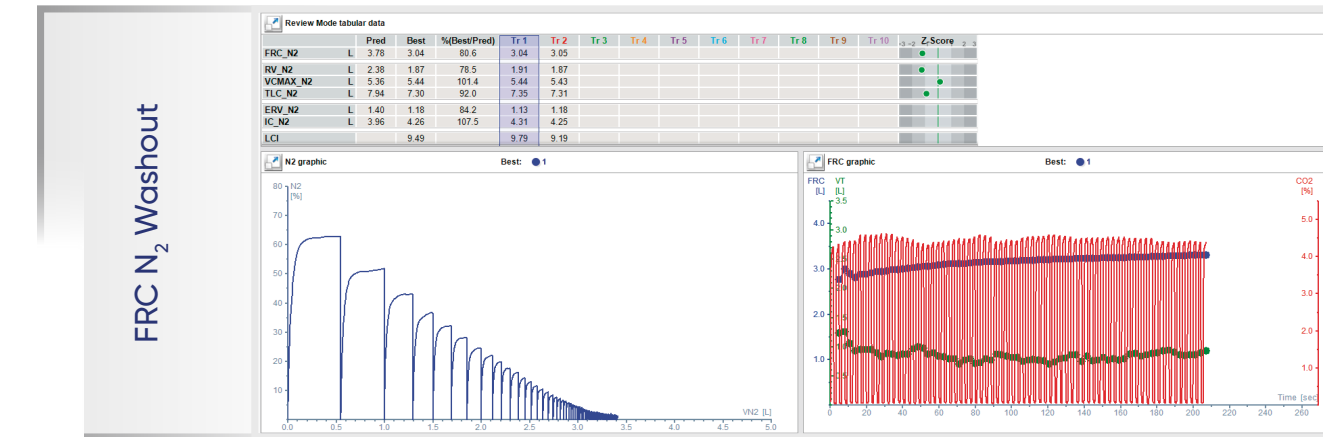 FRC N₂ Washout
Review Mode tabular data
Pred Best %(Best/Pred) Tr 1 Tr 2 Tr 3 Tr 4 Tr 5 Tr 6 Tr 7 Tr 8 Tr 9 Tr 10 -3 -2 Z-Score 2 3
FRC_N2 L 3.78 3.04 80.6 3.04 3.05
RV_N2 L 2.38 1.87 78.5 1.91 1.87
VCMAX_N2 L 5.36 5.44 101.4 5.44 5.43
TLC_N2 L 7.94 7.30 92.0 7.35 7.31
ERV_N2 L 1.40 1.18 84.2 1.13 1.18
IC_N2 L 3.96 4.26 107.5 4.31 4.25
LCI 9.49 9.79 9.19
N2 graphic Best: 1
80 N2
[%]
70
60
50
40
30
20
10
VN2 [L]
0.0 0.5 1.0 1.5 2.0 2.5 3.0 3.5 4.0 4.5 5.0
FRC graphic Best: 1
FRC VT CO2
[L] [L] [%]
3.5
5.0
4.0
3.0
4.0
3.0
3.0
2.0
2.0
1.0
1.0
Time [sec]
0 20 40 60 80 100 120 140 160 180 200 220 240 260